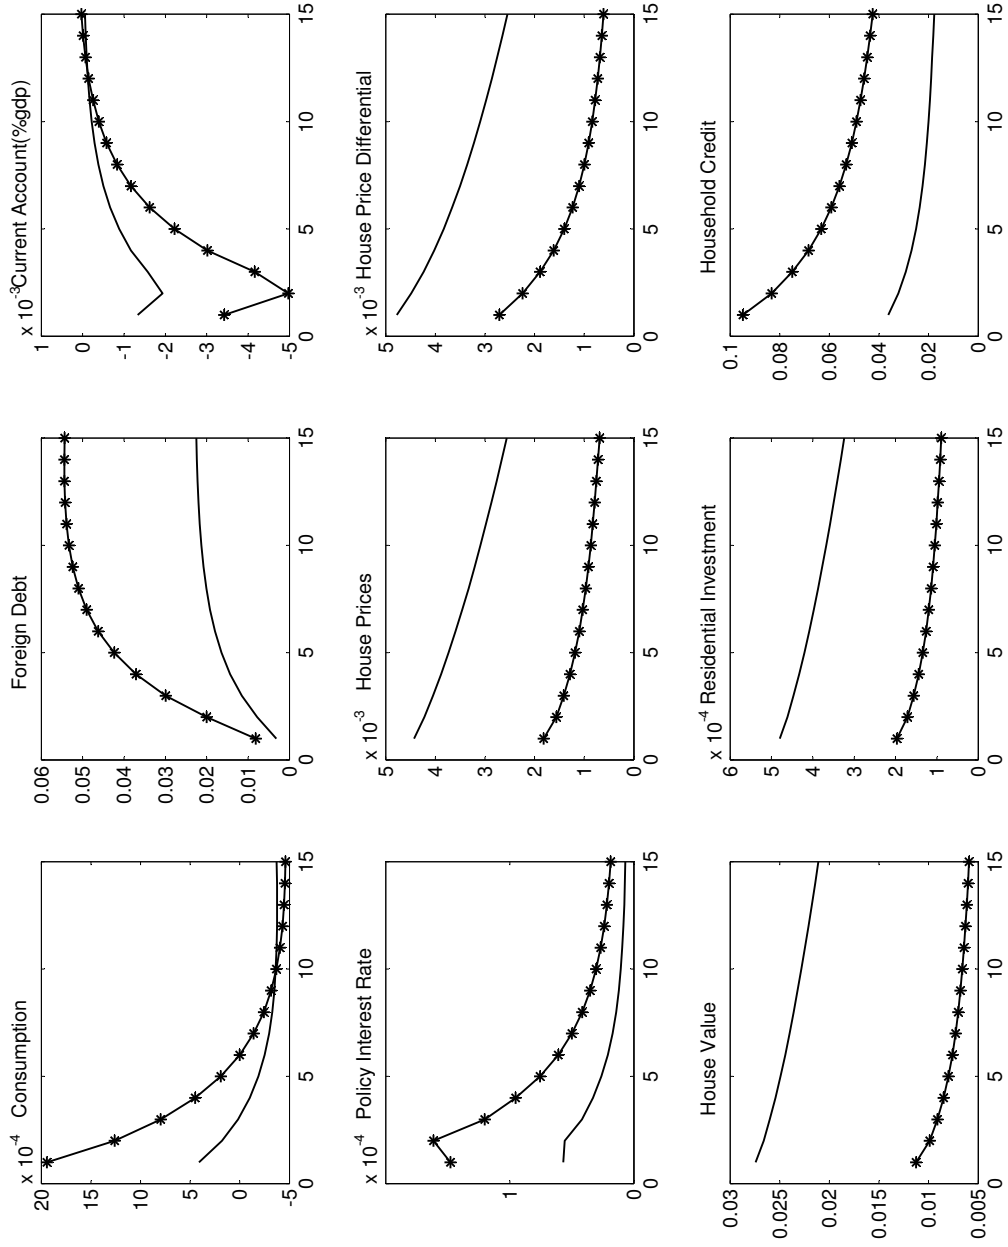 x 10⁻⁴ Consumption
20
15
10
5
0
-5
0 5 10 15
Foreign Debt
0.06
0.05
0.04
0.03
0.02
0.01
0
0 5 10 15
x 10⁻³ Current Account(%gdp)
1
0
-1
-2
-3
-4
-5
0 5 10 15
x 10⁻⁴ Policy Interest Rate
1
0
0 5 10 15
x 10⁻³ House Prices
5
4
3
2
1
0
0 5 10 15
x 10⁻³ House Price Differential
5
4
3
2
1
0
0 5 10 15
House Value
0.03
0.025
0.02
0.015
0.01
0.005
0 5 10 15
x 10⁻⁴ Residential Investment
6
5
4
3
2
1
0
0 5 10 15
Household Credit
0.1
0.08
0.06
0.04
0.02
0
0 5 10 15